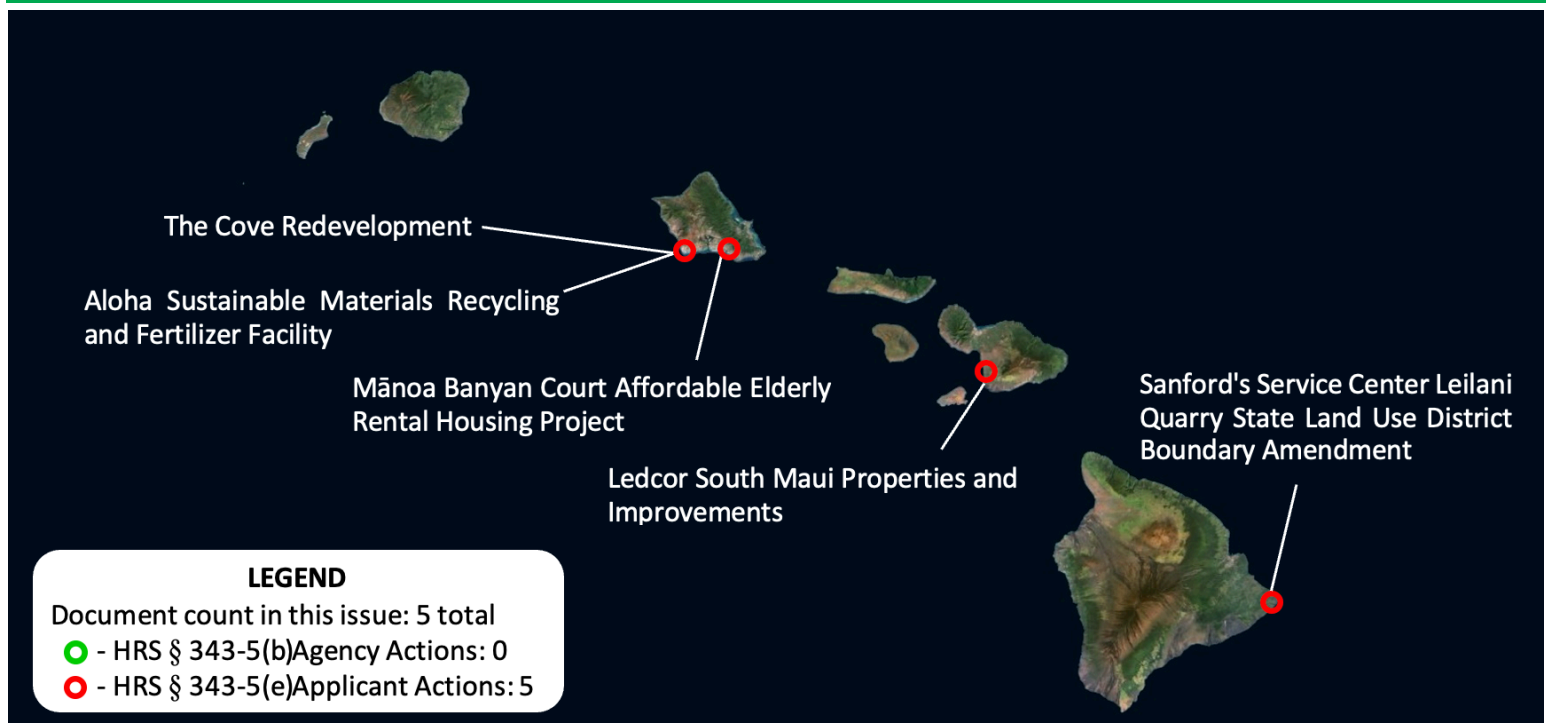 The Cove Redevelopment
Aloha Sustainable Materials Recycling
and Fertilizer Facility
Mānoa Banyan Court Affordable Elderly
Rental Housing Project
Ledcor South Maui Properties and
Improvements
Sanford's Service Center Leilani
Quarry State Land Use District
Boundary Amendment
LEGEND
Document count in this issue: 5 total
- HRS § 343-5(b)Agency Actions: 0
- HRS § 343-5(e)Applicant Actions: 5